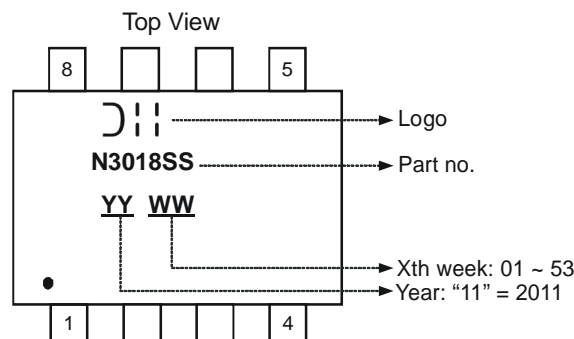 Top View
8
5
Logo
N3018SS
Part no.
YY WW
Xth week: 01 ~ 53
Year: “11” = 2011
1
4